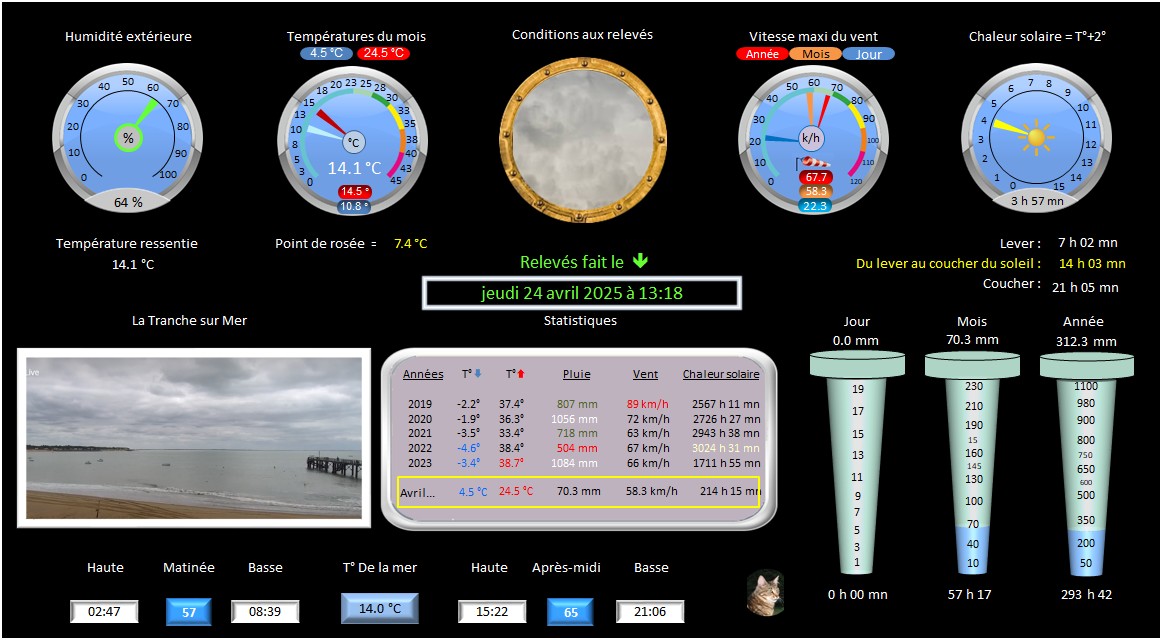 Humidité extérieure
Températures du mois
Conditions aux relevés
Vitesse maxi du vent
Chaleur solaire = T°+2°
4.5 °C 24.5 °C
Année Mois Jour
0 10 20 30 40 50 60 70 80 90 100
%
64 %
0 3 5 8 10 13 15 18 20 23 25 28 30 33 35 38 40 43 45
°C
14.1 °C
14.5 °
10.8 °
0 10 20 30 40 50 60 70 80 90 100 110 120
k/h
67.7
58.3
22.3
0 1 2 3 4 5 6 7 8 9 10 11 12 13 14 15
3 h 57 mn
Température ressentie
14.1 °C
Point de rosée = 7.4 °C
Relevés fait le
jeudi 24 avril 2025 à 13:18
Lever : 7 h 02 mn
Du lever au coucher du soleil : 14 h 03 mn
Coucher : 21 h 05 mn
La Tranche sur Mer
Live
Statistiques
Années T° T° Pluie Vent Chaleur solaire
2019 -2.2° 37.4° 807 mm 89 km/h 2567 h 11 mn
2020 -1.9° 36.3° 1056 mm 72 km/h 2726 h 27 mn
2021 -3.5° 33.4° 718 mm 63 km/h 2943 h 38 mn
2022 -4.6° 38.4° 504 mm 67 km/h 3024 h 31 mn
2023 -3.4° 38.7° 1084 mm 66 km/h 1711 h 55 mn
Avril... 4.5 °C 24.5 °C 70.3 mm 58.3 km/h 214 h 15 mn
Jour
0.0 mm
19
17
15
13
11
9
7
5
3
1
0 h 00 mn
Mois
70.3 mm
230
210
190
15
160
145
130
100
70
40
10
57 h 17
Année
312.3 mm
1100
980
900
800
750
650
600
500
350
200
50
293 h 42
Haute Matinée Basse T° De la mer Haute Après-midi Basse
02:47 57 08:39 14.0 °C 15:22 65 21:06